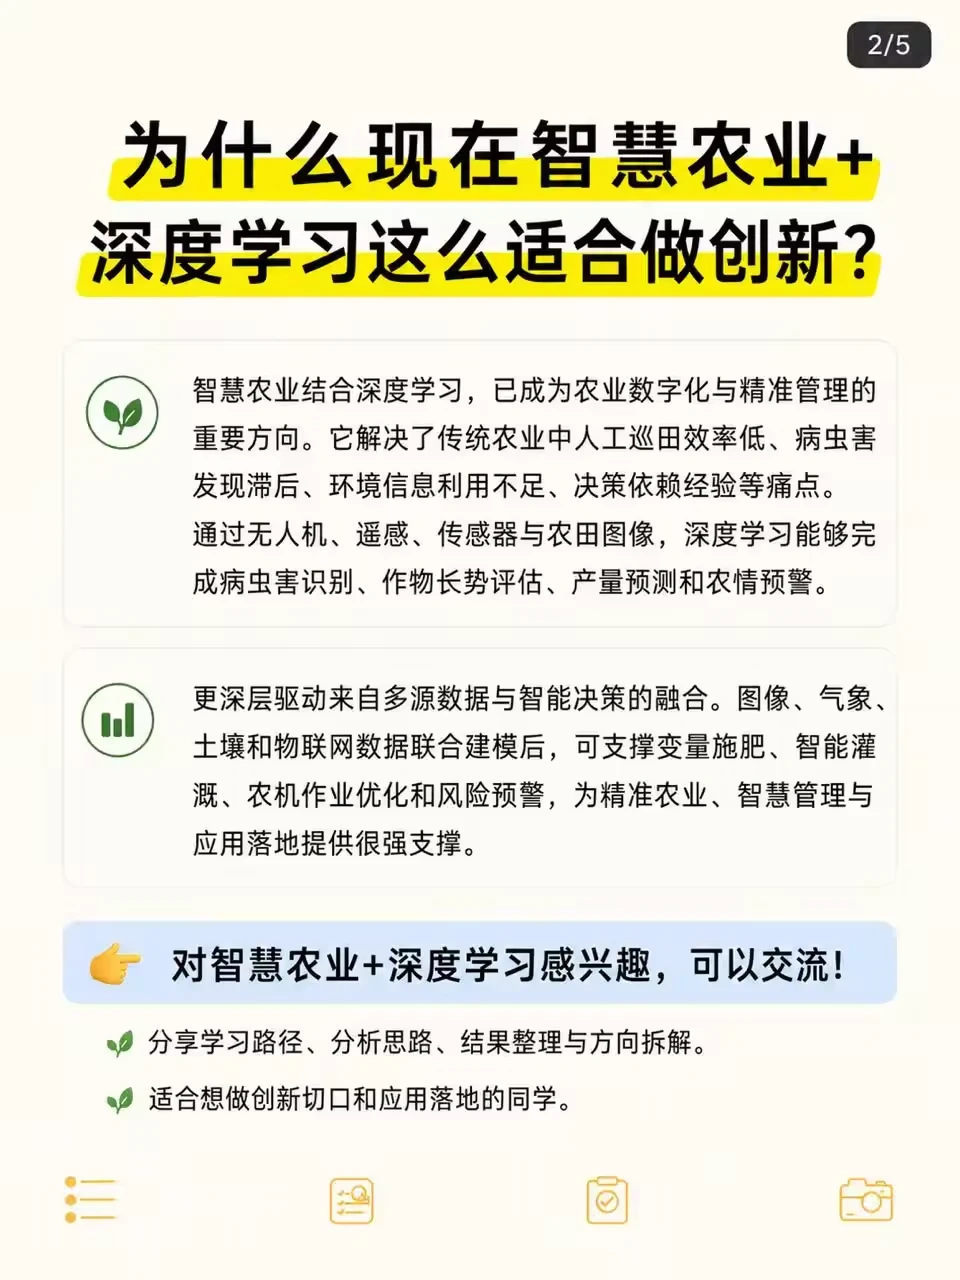 2/5
为什么现在智慧农业+
深度学习这么适合做创新?
智慧农业结合深度学习，已成为农业数字化与精准管理的
重要方向。它解决了传统农业中人工巡田效率低、病虫害
发现滞后、环境信息利用不足、决策依赖经验等痛点。
通过无人机、遥感、传感器与农田图像，深度学习能够完
成病虫害识别、作物长势评估、产量预测和农情预警。
更深层驱动来自多源数据与智能决策的融合。图像、气象、
土壤和物联网数据联合建模后，可支撑变量施肥、智能灌
溉、农机作业优化和风险预警，为精准农业、智慧管理与
应用落地提供很强支撑。
对智慧农业+深度学习感兴趣，可以交流!
分享学习路径、分析思路、结果整理与方向拆解。
适合想做创新切口和应用落地的同学。